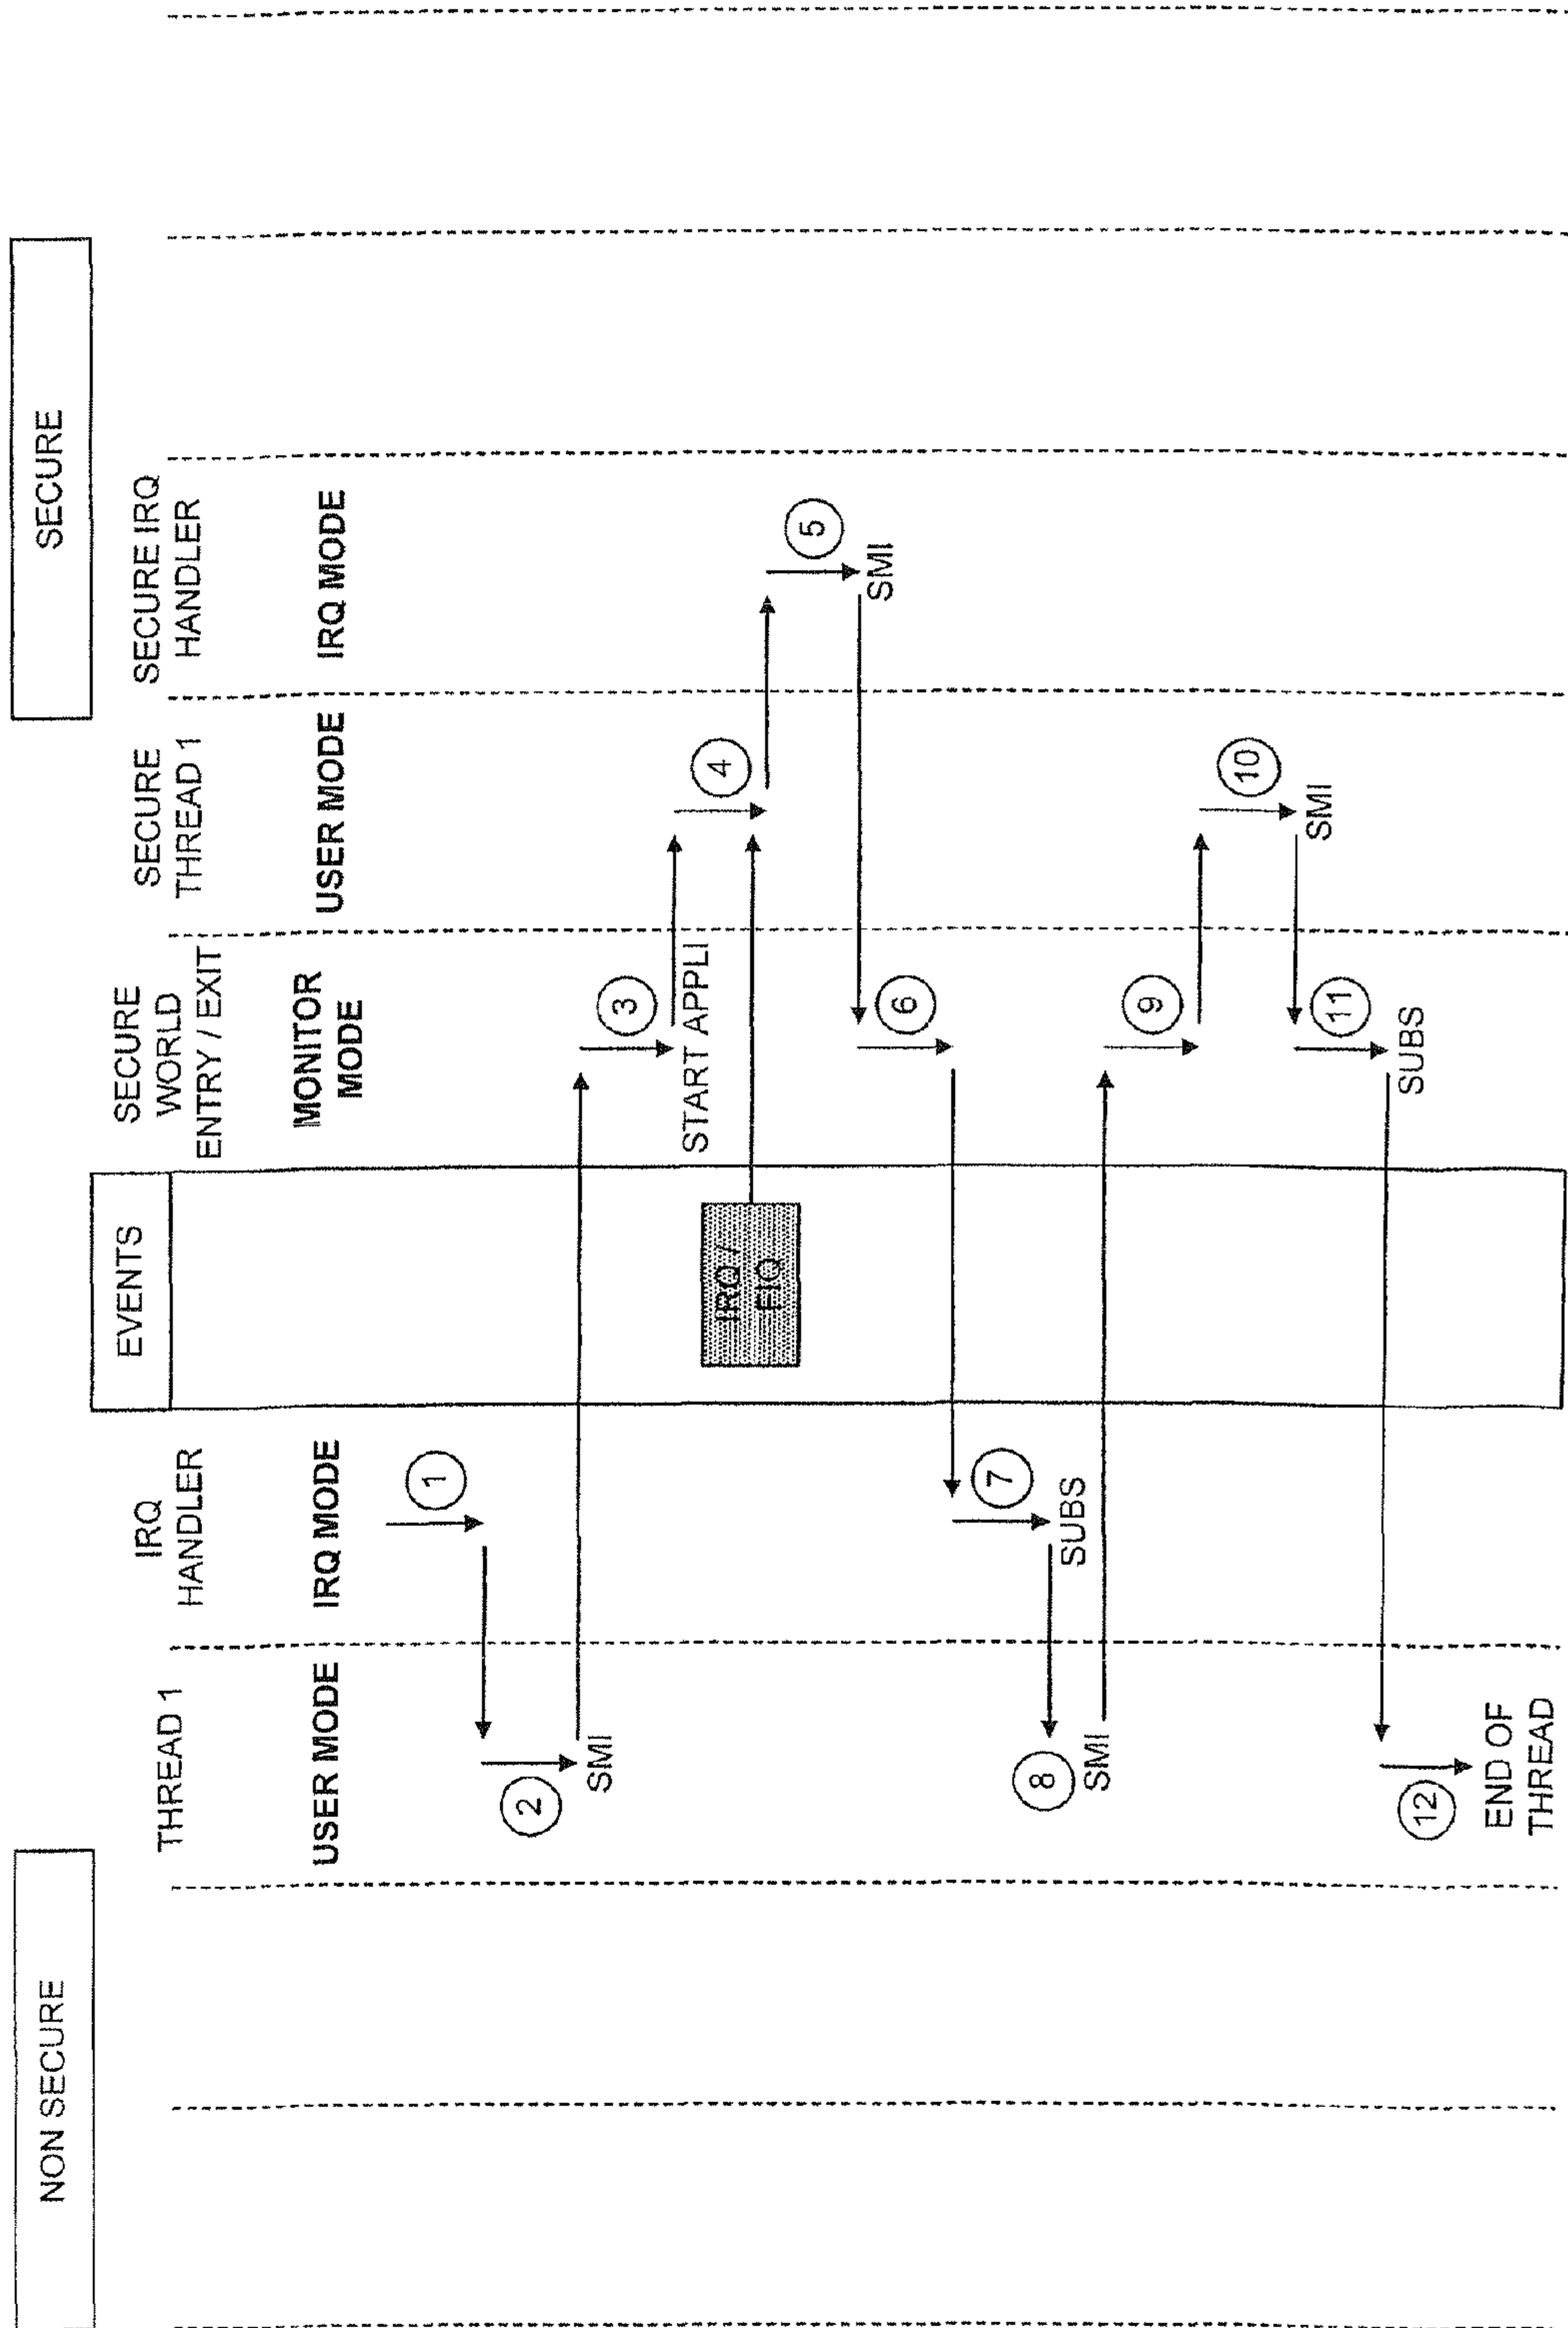 NON SECURE
SECURE
EVENTS
THREAD 1
IRQ
HANDLER
SECURE
WORLD
ENTRY / EXIT
SECURE
THREAD 1
SECURE IRQ
HANDLER
USER MODE
IRQ MODE
MONITOR
MODE
USER MODE
IRQ MODE
1
2
SMI
3
START APPLI
IRQ /
FIQ
4
5
SMI
6
7
SUBS
8
SMI
9
10
SMI
11
SUBS
12
END OF
THREAD